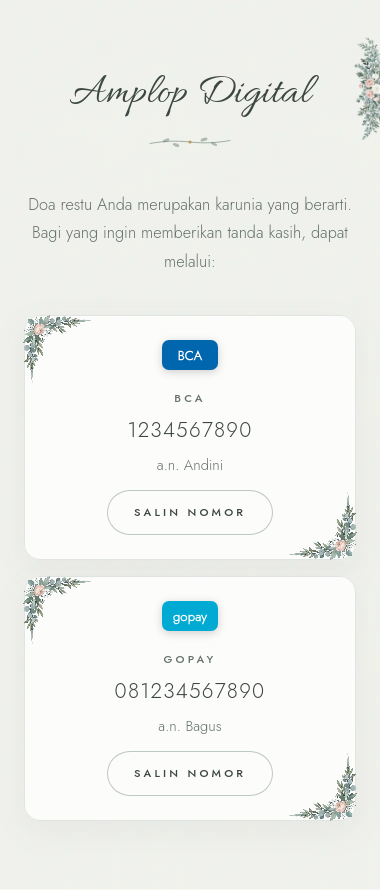 Amplop Digital
Doa restu Anda merupakan karunia yang berarti.
Bagi yang ingin memberikan tanda kasih, dapat
melalui:
BCA
BCA
1234567890
a.n. Andini
SALIN NOMOR
gopay
GOPAY
081234567890
a.n. Bagus
SALIN NOMOR